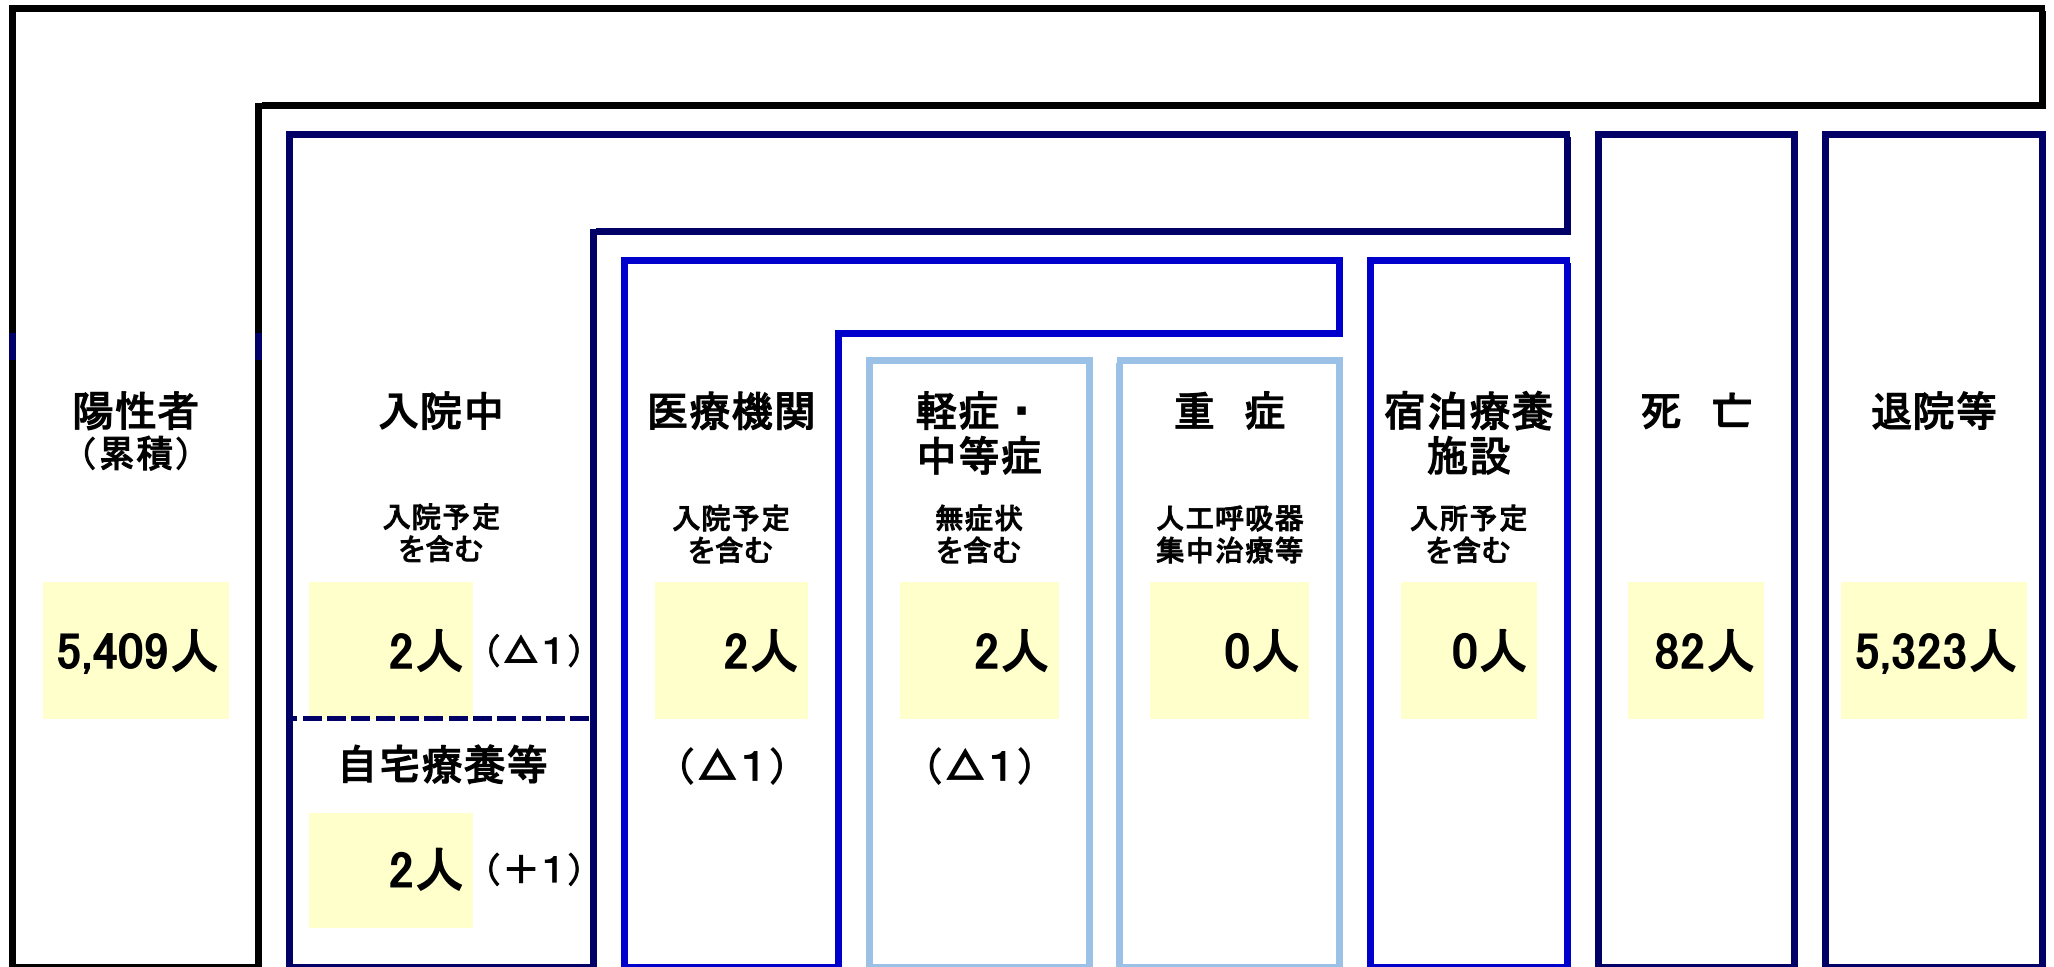 陽性者
（累積）
5,409人
入院中
入院予定
を含む
2人（△1）
自宅療養等
2人（＋1）
医療機関
入院予定
を含む
2人
（△1）
軽症・
中等症
無症状
を含む
2人
（△1）
重　症
人工呼吸器
集中治療等
0人
宿泊療養
施設
入所予定
を含む
0人
死　亡
82人
退院等
5,323人